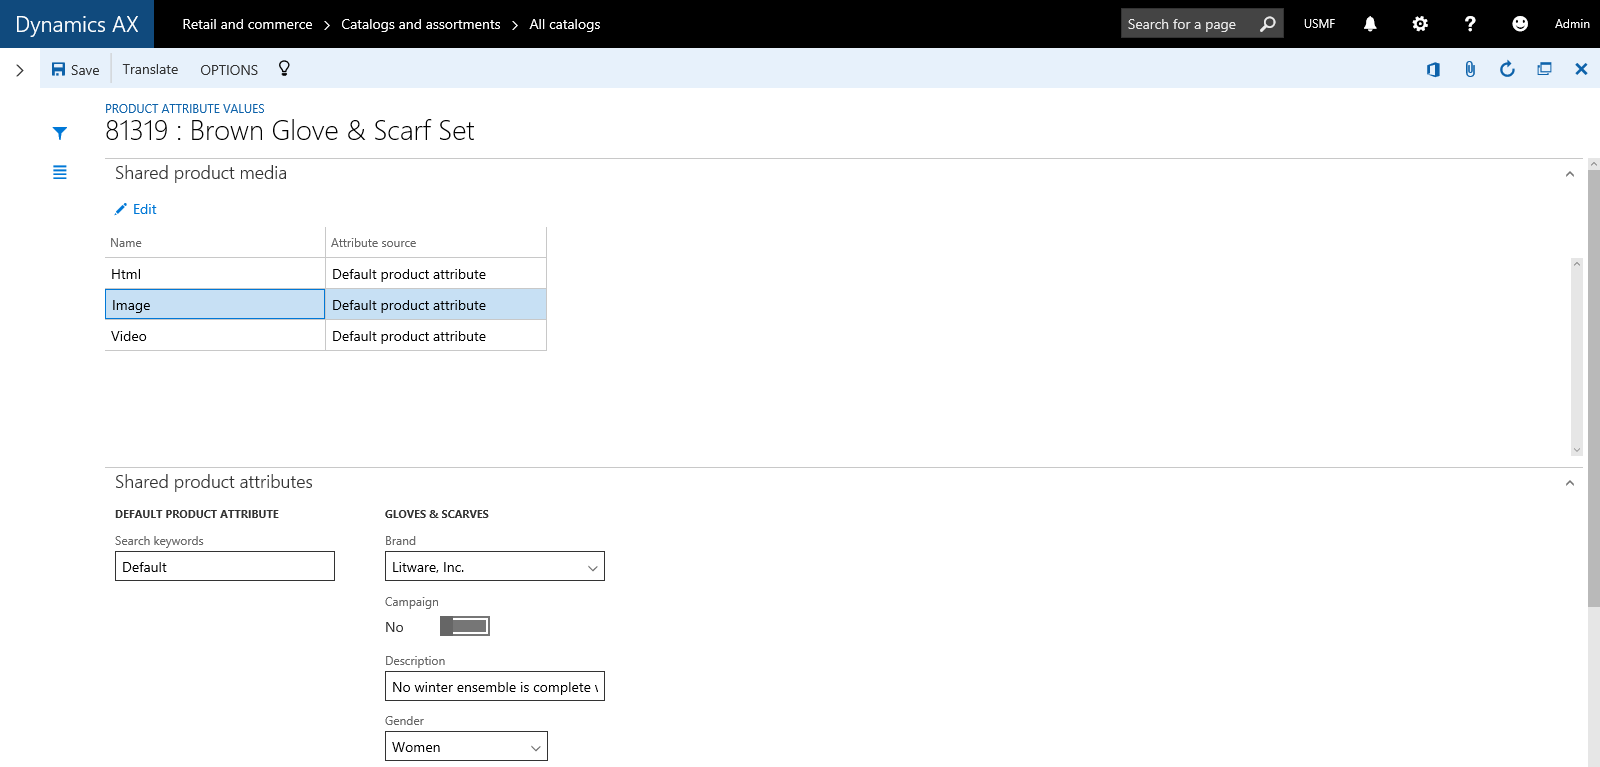 Dynamics AX Retail and commerce > Catalogs and assortments > All catalogs Search for a page USMF ? Admin
Save Translate OPTIONS
PRODUCT ATTRIBUTE VALUES
81319 : Brown Glove & Scarf Set
Shared product media
Edit
Name Attribute source
Html Default product attribute
Image Default product attribute
Video Default product attribute
Shared product attributes
DEFAULT PRODUCT ATTRIBUTE GLOVES & SCARVES
Search keywords Brand
Default Litware, Inc.
Campaign
No
Description
No winter ensemble is complete
Gender
Women